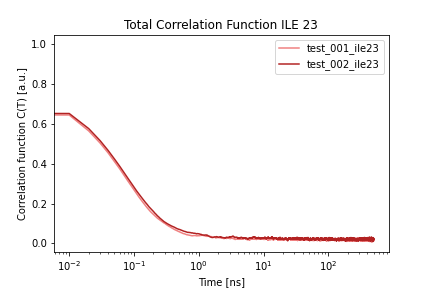 Total Correlation Function ILE 23
test_001_ile23
test_002_ile23
Correlation function C(T) [a.u.]
1.0
0.8
0.6
0.4
0.2
0.0
10⁻² 10⁻¹ 10⁰ 10¹ 10²
Time [ns]